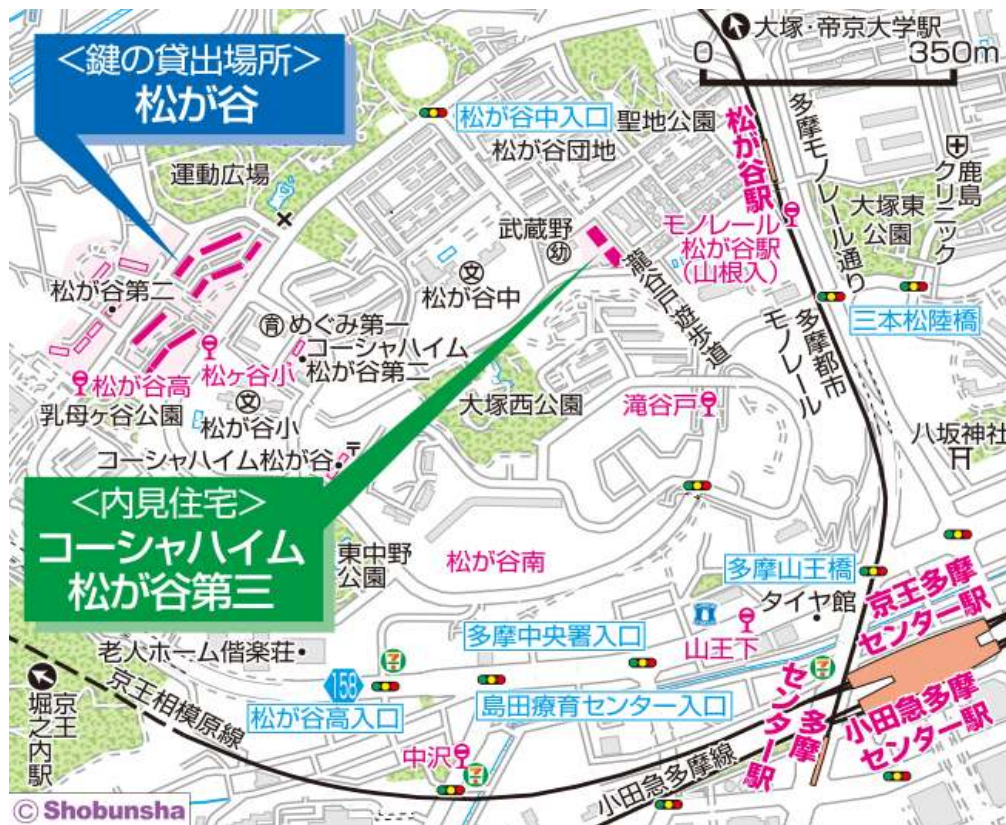 大塚・帝京大学駅
0 350m
<鍵の貸出場所>
松が谷
松が谷中入口
聖地公園
松が谷団地
松が谷駅
多摩モノレール通り
鹿島
クリニック
大塚東
公園
運動広場
武蔵野
幼
モノレール
松が谷駅
(山根入)
龍谷戸遊歩道
文
松が谷中
松が谷第二
三本松陸橋
多摩都市
モノレール
音
めぐみ第一
コーシャハイム
松が谷第二
松が谷高
松ヶ谷小
乳母ヶ谷公園
文
松が谷小
大塚西公園
滝谷戸
八坂神社
コーシャハイム松が谷
〒
<内見住宅>
コーシャハイム
松が谷第三
東中野
公園
松が谷南
多摩山王橋
タイヤ館
京王多摩
センター駅
多摩中央署入口
山王下
老人ホーム偕楽荘
158
松が谷高入口
島田療育センター入口
多摩
センター駅
小田急多摩
センター駅
京王
堀之内駅
京王相模原線
中沢
小田急多摩線
© Shobunsha